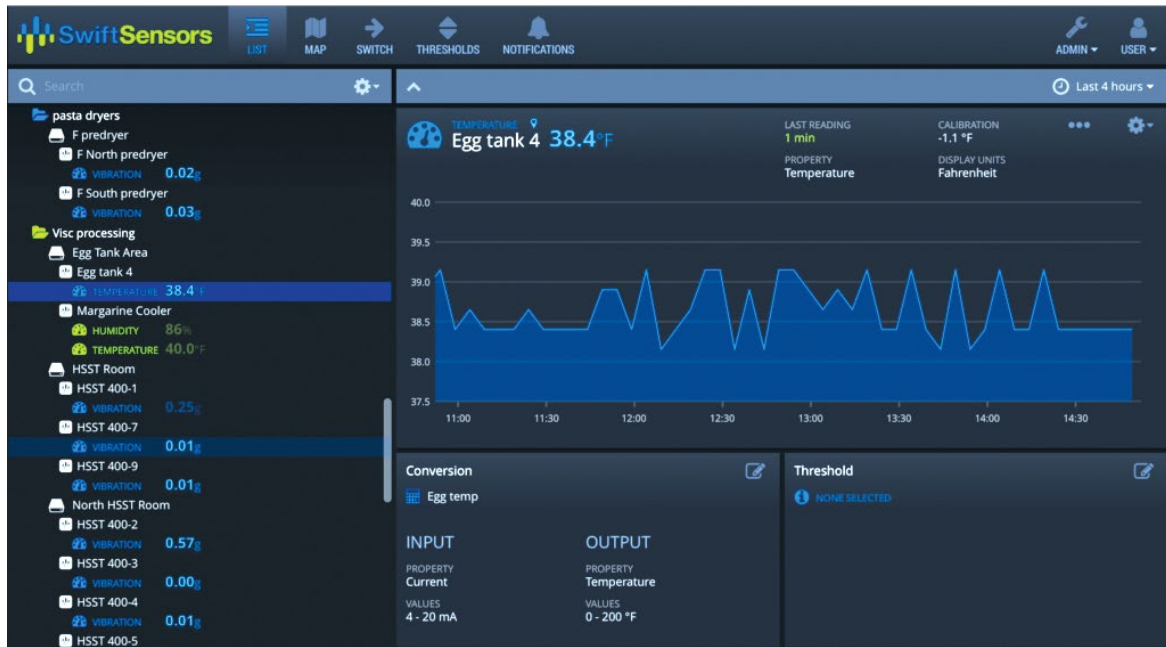 SwiftSensors
LIST
MAP
SWITCH
THRESHOLDS
NOTIFICATIONS
ADMIN
USER
Search
Last 4 hours
pasta dryers
F predryer
F North predryer
VIBRATION 0.02g
F South predryer
VIBRATION 0.03g
Visc processing
Egg Tank Area
Egg tank 4
TEMPERATURE 38.4°F
Margarine Cooler
HUMIDITY 86%
TEMPERATURE 40.0°F
HSST Room
HSST 400-1
VIBRATION 0.25g
HSST 400-7
VIBRATION 0.01g
HSST 400-9
VIBRATION 0.01g
North HSST Room
HSST 400-2
VIBRATION 0.57g
HSST 400-3
VIBRATION 0.00g
HSST 400-4
VIBRATION 0.01g
HSST 400-5
TEMPERATURE
Egg tank 4 38.4°F
LAST READING
1 min
PROPERTY
Temperature
CALIBRATION
-1.1 °F
DISPLAY UNITS
Fahrenheit
40.0
39.5
39.0
38.5
38.0
37.5
11:00 11:30 12:00 12:30 13:00 13:30 14:00 14:30
Conversion
Egg temp
INPUT
PROPERTY
Current
VALUES
4 - 20 mA
OUTPUT
PROPERTY
Temperature
VALUES
0 - 200 °F
Threshold
NONE SELECTED